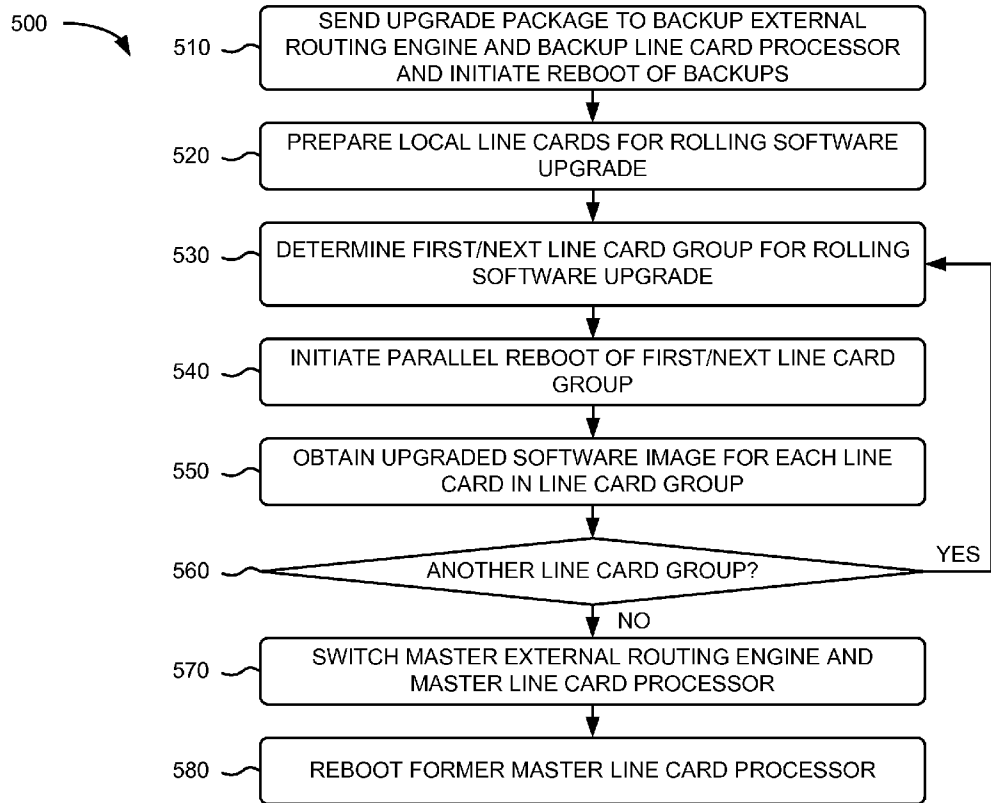 500
510
SEND UPGRADE PACKAGE TO BACKUP EXTERNAL
ROUTING ENGINE AND BACKUP LINE CARD PROCESSOR
AND INITIATE REBOOT OF BACKUPS
520
PREPARE LOCAL LINE CARDS FOR ROLLING SOFTWARE
UPGRADE
530
DETERMINE FIRST/NEXT LINE CARD GROUP FOR ROLLING
SOFTWARE UPGRADE
540
INITIATE PARALLEL REBOOT OF FIRST/NEXT LINE CARD
GROUP
550
OBTAIN UPGRADED SOFTWARE IMAGE FOR EACH LINE
CARD IN LINE CARD GROUP
560
ANOTHER LINE CARD GROUP?
YES
NO
570
SWITCH MASTER EXTERNAL ROUTING ENGINE AND
MASTER LINE CARD PROCESSOR
580
REBOOT FORMER MASTER LINE CARD PROCESSOR